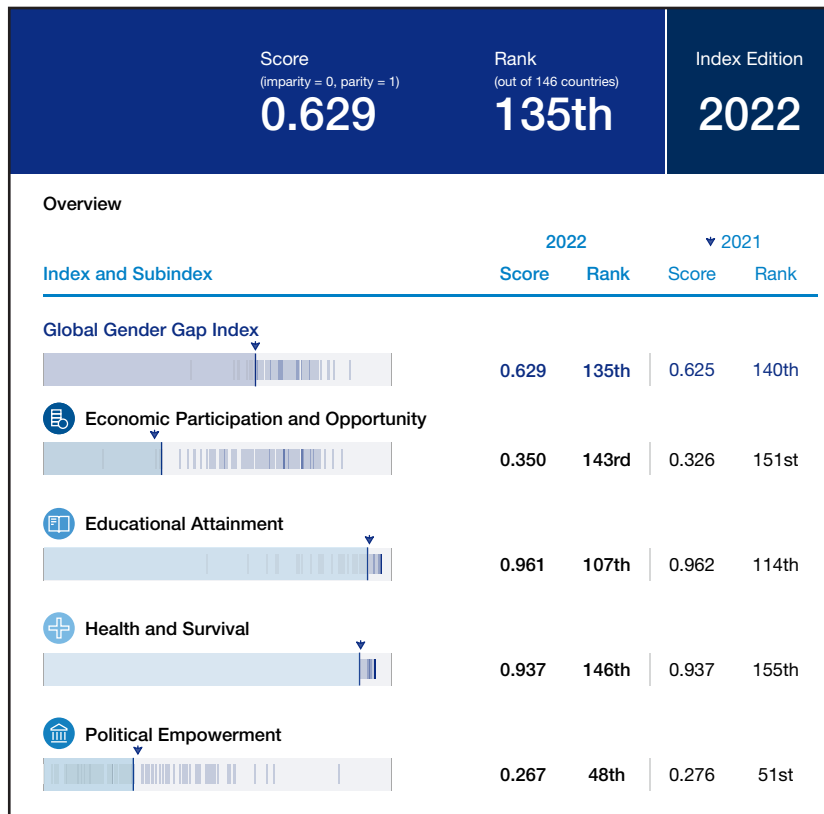 Score Rank Index Edition
(imparity = 0, parity = 1) (out of 146 countries)
0.629 135th 2022
Overview
2022 2021
Index and Subindex Score Rank Score Rank
Global Gender Gap Index
0.629 135th 0.625 140th
Economic Participation and Opportunity
0.350 143rd 0.326 151st
Educational Attainment
0.961 107th 0.962 114th
Health and Survival
0.937 146th 0.937 155th
Political Empowerment
0.267 48th 0.276 51st